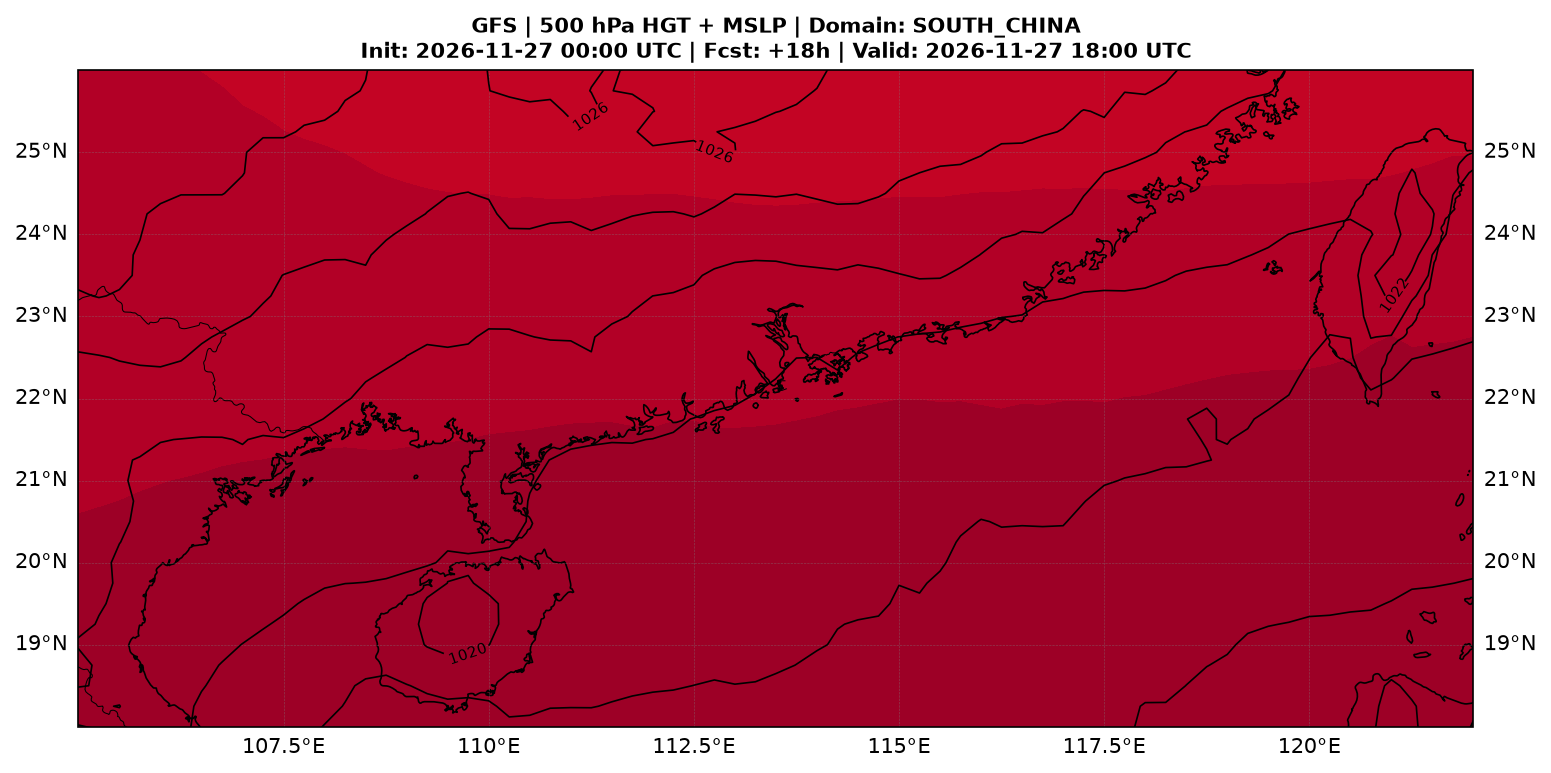 GFS | 500 hPa HGT + MSLP | Domain: SOUTH_CHINA
Init: 2026-11-27 00:00 UTC | Fcst: +18h | Valid: 2026-11-27 18:00 UTC
1026
1026
25°N 25°N
24°N 24°N
1022
23°N 23°N
22°N 22°N
21°N 21°N
20°N 20°N
1020
19°N 19°N
107.5°E 110°E 112.5°E 115°E 117.5°E 120°E